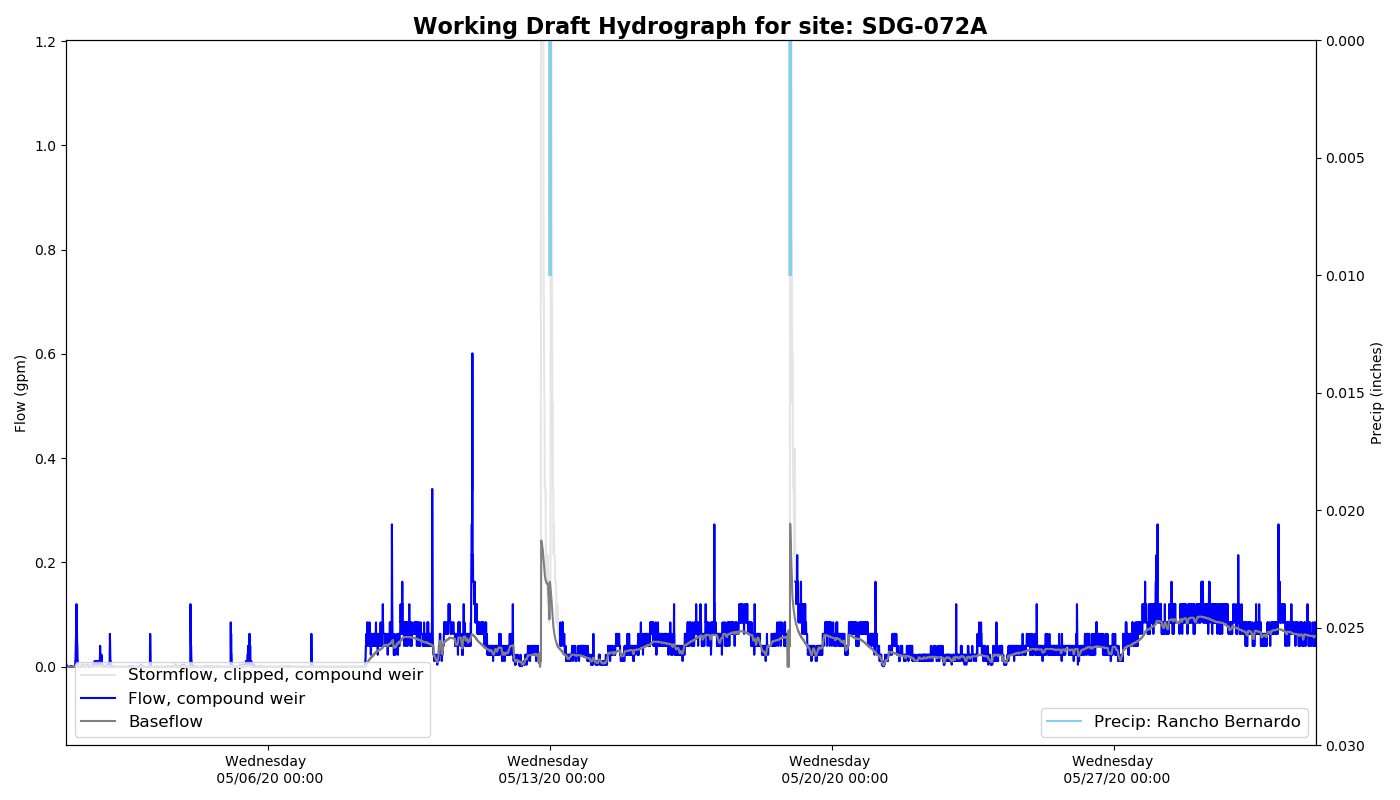 Working Draft Hydrograph for site: SDG-072A
1.2
1.0
0.8
0.6
0.4
0.2
0.0
Flow (gpm)
0.000
0.005
0.010
0.015
0.020
0.025
0.030
Precip (inches)
Stormflow, clipped, compound weir
Flow, compound weir
Baseflow
Precip: Rancho Bernardo
Wednesday
05/06/20 00:00
Wednesday
05/13/20 00:00
Wednesday
05/20/20 00:00
Wednesday
05/27/20 00:00